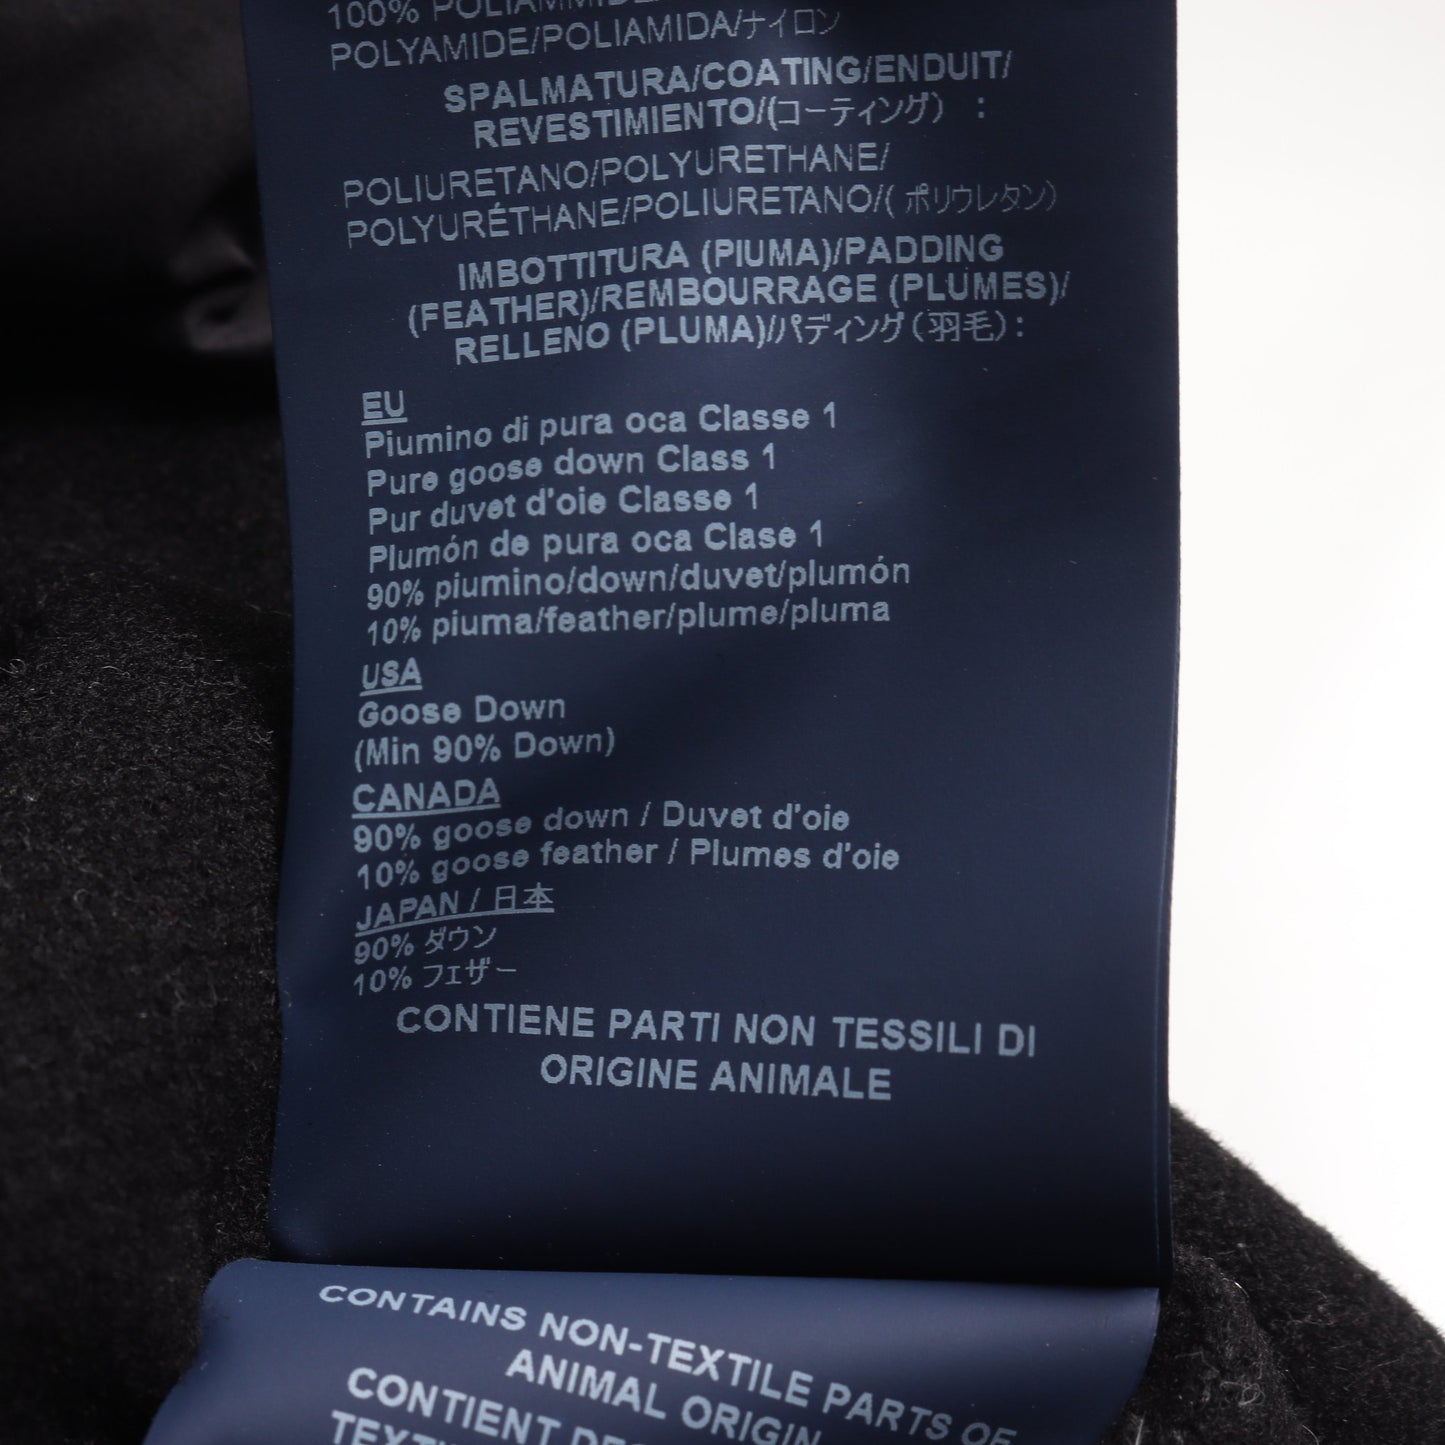 100% POLIAMMIDE/
POLYAMIDE/POLIAMIDA/ナイロン
SPALMATURA/COATING/ENDUIT/
REVESTIMIENTO/(コーティング) :
POLIURETANO/POLYURETHANE/
POLYURÉTHANE/POLIURETANO/(ポリウレタン)
IMBOTTITURA (PIUMA)/PADDING
(FEATHER)/REMBOURRAGE (PLUMES)/
RELLENO (PLUMA)/パディング(羽毛):
EU
Piumino di pura oca Classe 1
Pure goose down Class 1
Pur duvet d'oie Classe 1
Plumón de pura oca Clase 1
90% piumino/down/duvet/plumón
10% piuma/feather/plume/pluma
USA
Goose Down
(Min 90% Down)
CANADA
90% goose down / Duvet d'oie
10% goose feather / Plumes d'oie
JAPAN / 日本
90% ダウン
10% フェザー
CONTIENE PARTI NON TESSILI DI
ORIGINE ANIMALE
CONTAINS NON-TEXTILE PARTS OF
ANIMAL ORIGIN
CONTIENT